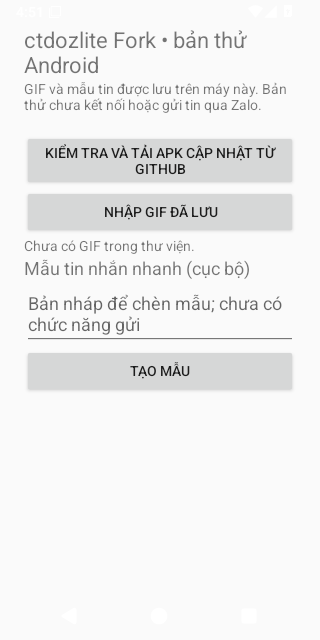 4:51
ctdozlite Fork • bản thử
Android
GIF và mẫu tin được lưu trên máy này. Bản
thử chưa kết nối hoặc gửi tin qua Zalo.
KIỂM TRA VÀ TẢI APK CẬP NHẬT TỪ
GITHUB
NHẬP GIF ĐÃ LƯU
Chưa có GIF trong thư viện.
Mẫu tin nhắn nhanh (cục bộ)
Bản nháp để chèn mẫu; chưa có
chức năng gửi
TẠO MẪU